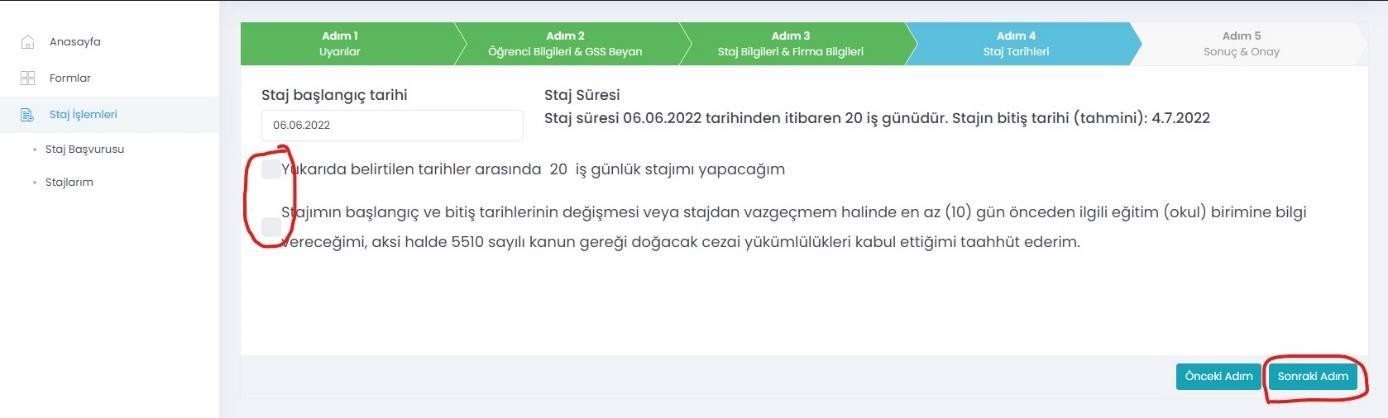 Anasayfa
Formlar
Staj İşlemleri
Staj Başvurusu
Stajlarım
Adım 1
Uyarılar
Adım 2
Öğrenci Bilgileri & GSS Beyan
Adım 3
Staj Bilgileri & Firma Bilgileri
Adım 4
Staj Tarihleri
Adım 5
Sonuç & Onay
Staj başlangıç tarihi
06.06.2022
Staj Süresi
Staj süresi 06.06.2022 tarihinden itibaren 20 iş günüdür. Stajın bitiş tarihi (tahmini): 4.7.2022
Yukarıda belirtilen tarihler arasında 20 iş günlük stajımı yapacağım
Stajımın başlangıç ve bitiş tarihlerinin değişmesi veya stajdan vazgeçmem halinde en az (10) gün önceden ilgili eğitim (okul) birimine bilgi
vereceğimi, aksi halde 5510 sayılı kanun gereği doğacak cezai yükümlülükleri kabul ettiğimi taahhüt ederim.
Önceki Adım
Sonraki Adım